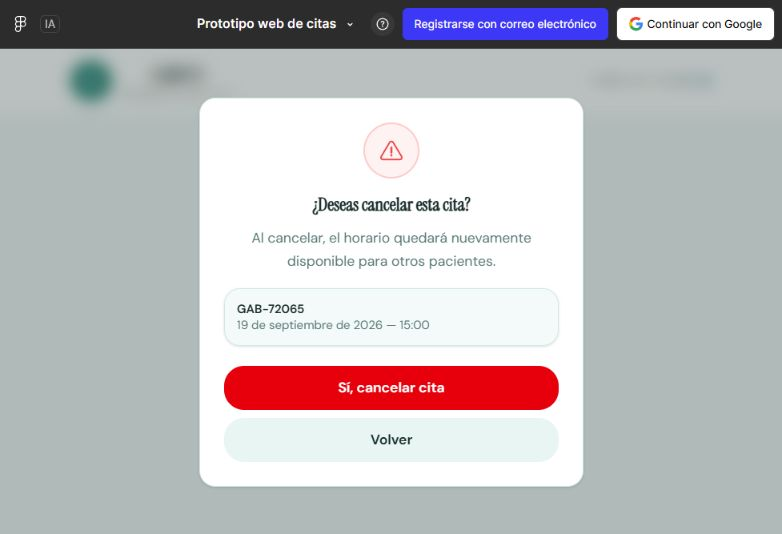 IA
Prototipo web de citas
Registrarse con correo electrónico
Continuar con Google
¿Deseas cancelar esta cita?
Al cancelar, el horario quedará nuevamente
disponible para otros pacientes.
GAB-72065
19 de septiembre de 2026 — 15:00
Sí, cancelar cita
Volver